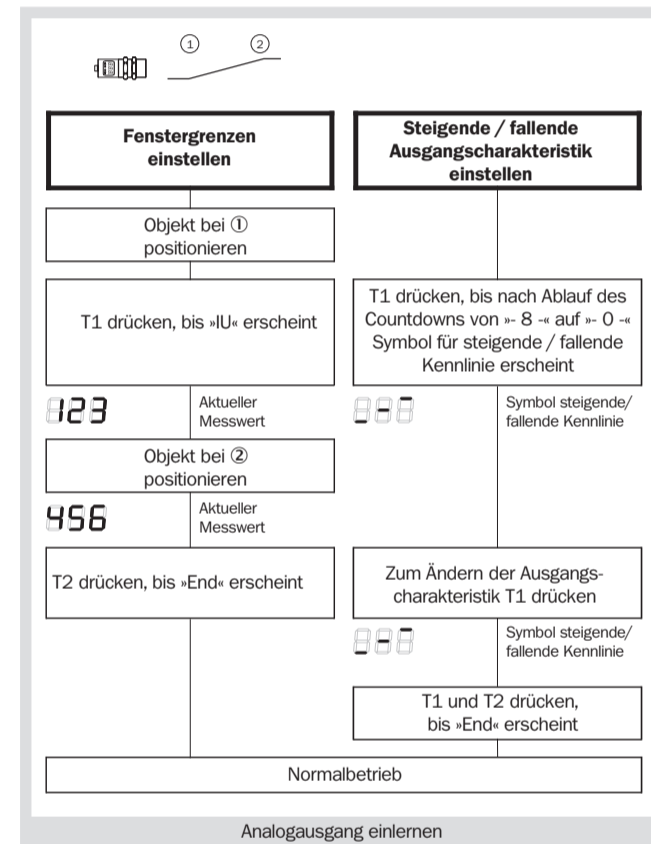 ① ②
Fenstergrenzen
einstellen
Steigende / fallende
Ausgangscharakteristik
einstellen
Objekt bei ①
positionieren
T1 drücken, bis »IU« erscheint
T1 drücken, bis nach Ablauf des
Countdowns von »- 8 -« auf »- 0 -«
Symbol für steigende / fallende
Kennlinie erscheint
123
Aktueller
Messwert
Symbol steigende/
fallende Kennlinie
Objekt bei ②
positionieren
456
Aktueller
Messwert
T2 drücken, bis »End« erscheint
Zum Ändern der Ausgangs-
charakteristik T1 drücken
Symbol steigende/
fallende Kennlinie
T1 und T2 drücken,
bis »End« erscheint
Normalbetrieb
Analogausgang einlernen